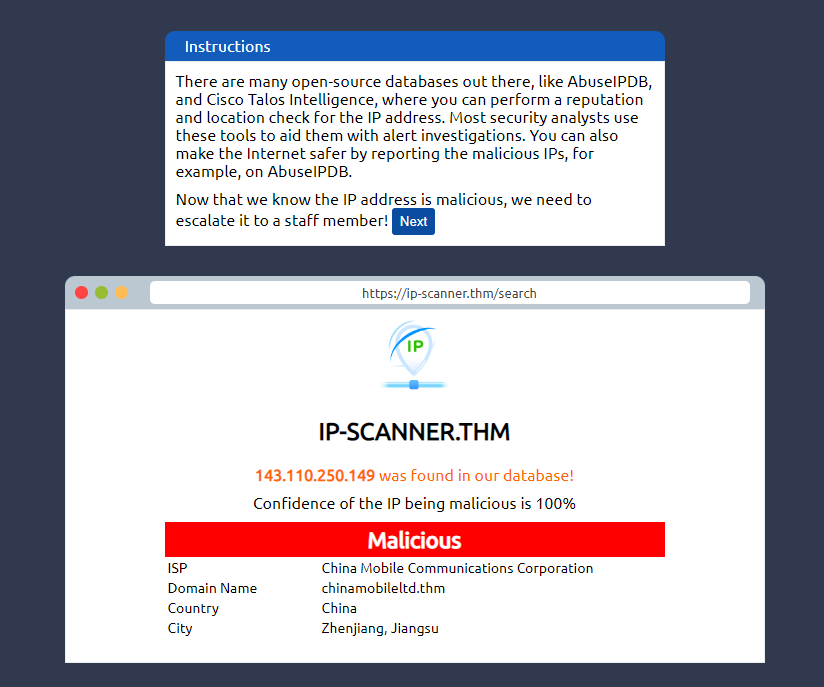 Instructions
There are many open-source databases out there, like AbuseIPDB,
and Cisco Talos Intelligence, where you can perform a reputation
and location check for the IP address. Most security analysts use
these tools to aid them with alert investigations. You can also
make the Internet safer by reporting the malicious IPs, for
example, on AbuseIPDB.
Now that we know the IP address is malicious, we need to
escalate it to a staff member! Next
https://ip-scanner.thm/search
IP
IP-SCANNER.THM
143.110.250.149 was found in our database!
Confidence of the IP being malicious is 100%
Malicious
ISP China Mobile Communications Corporation
Domain Name chinamobileltd.thm
Country China
City Zhenjiang, Jiangsu